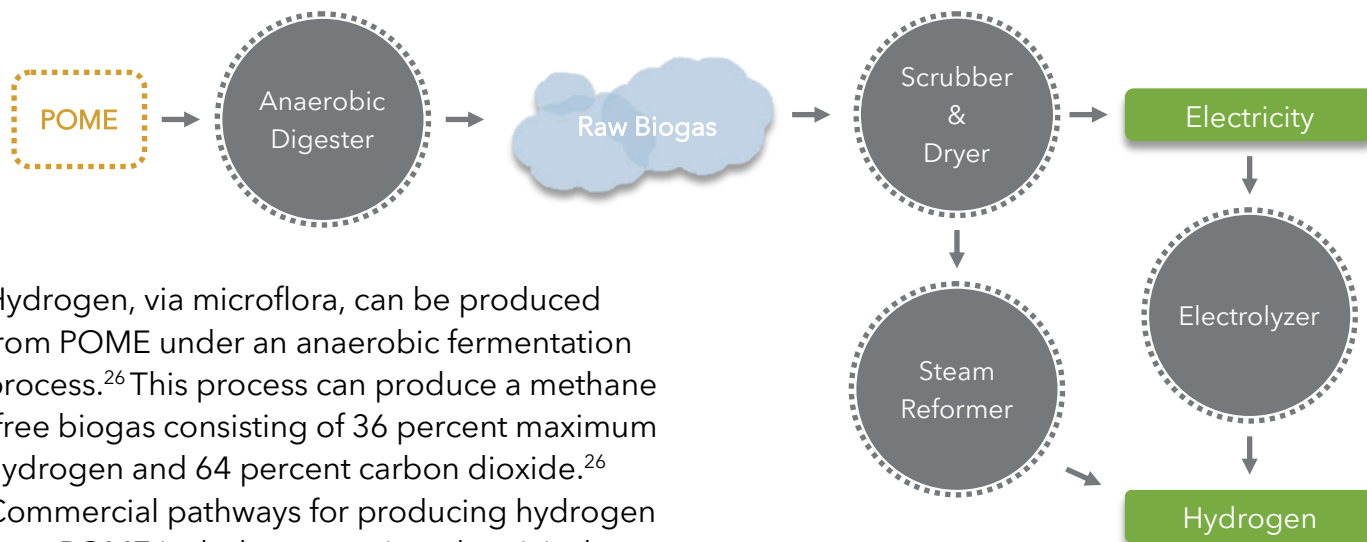 POME
Anaerobic
Digester
Raw Biogas
Scrubber
&
Dryer
Electricity
Electrolyzer
Steam
Reformer
Hydrogen
Hydrogen, via microflora, can be produced
from POME under an anaerobic fermentation
process.26 This process can produce a methane
free biogas consisting of 36 percent maximum
hydrogen and 64 percent carbon dioxide.26
Commercial pathways for producing hydrogen